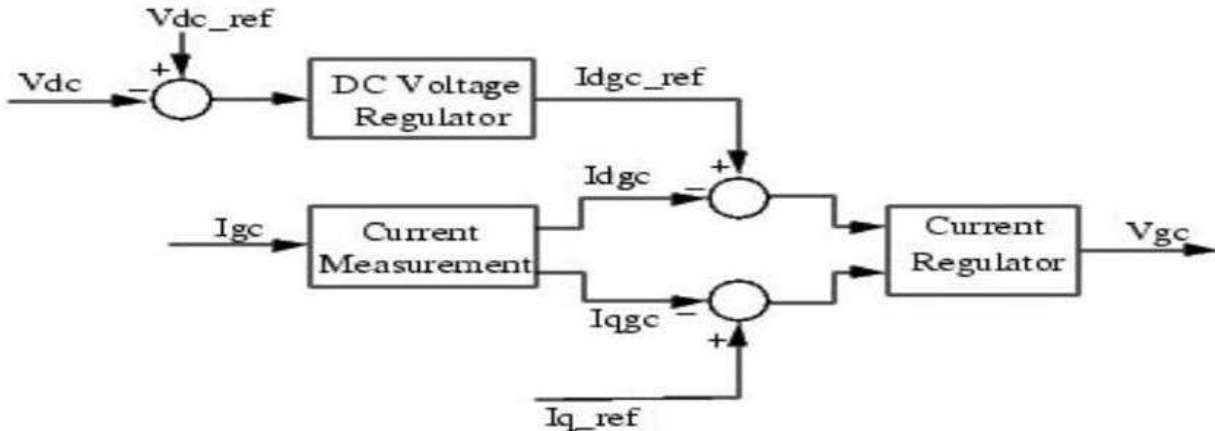 Vdc_ref
Vdc
+
−
DC Voltage
Regulator
Idgc_ref
+
−
Idgc
Igc
Current
Measurement
Iqgc
−
+
Iq_ref
Current
Regulator
Vgc